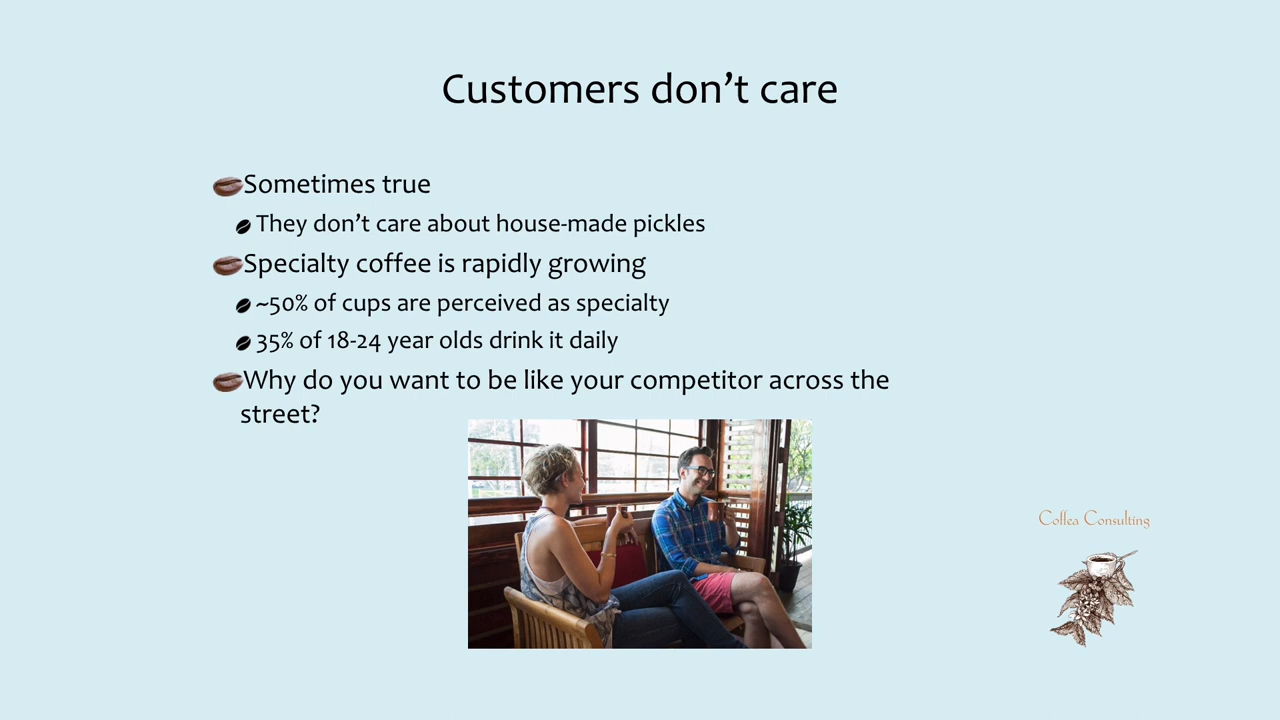 Customers don’t care
Sometimes true
They don’t care about house-made pickles
Specialty coffee is rapidly growing
~50% of cups are perceived as specialty
35% of 18-24 year olds drink it daily
Why do you want to be like your competitor across the
street?
Coffea Consulting